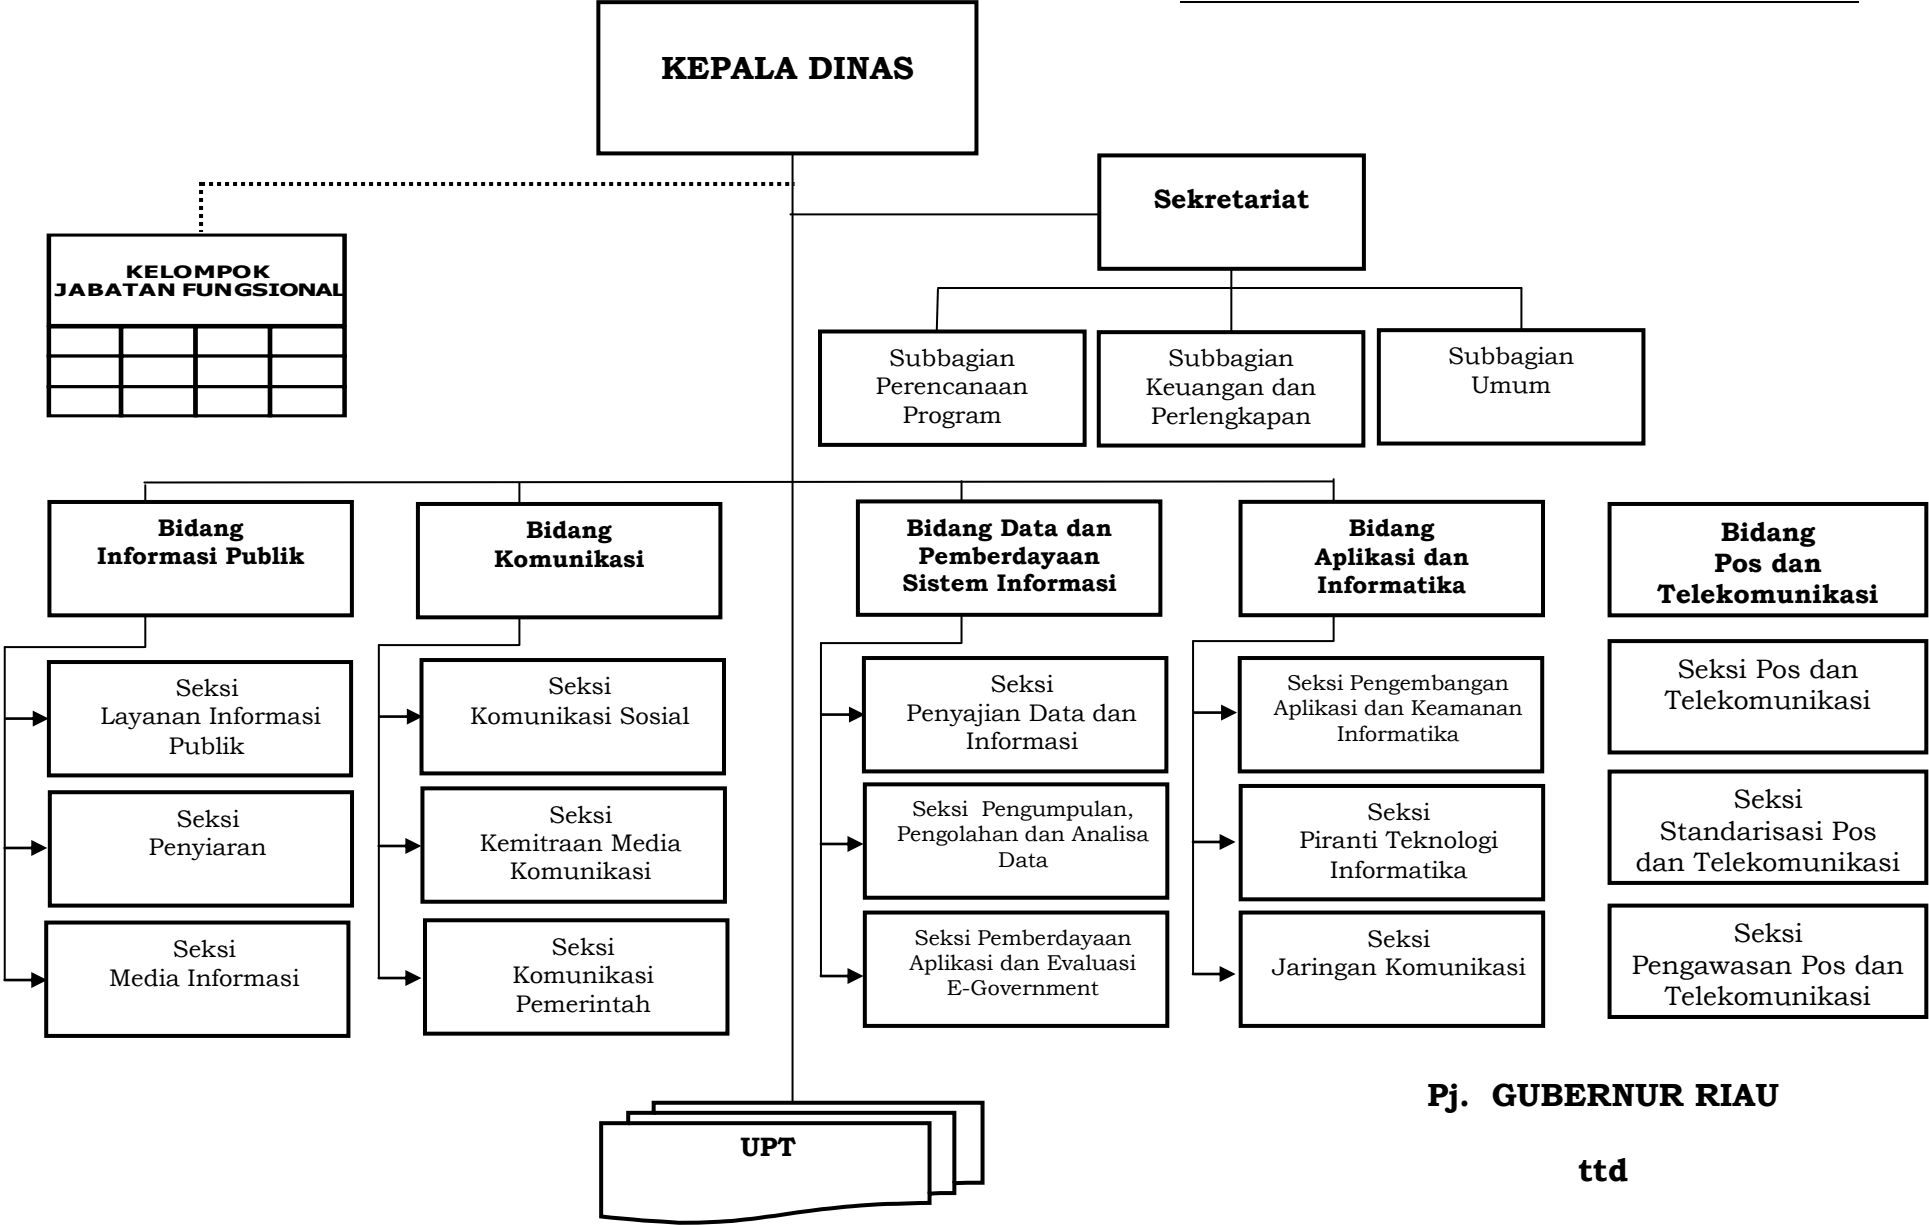 KEPALA DINAS
Sekretariat
KELOMPOK
JABATAN FUNGSIONAL
Subbagian
Perencanaan
Program
Subbagian
Keuangan dan
Perlengkapan
Subbagian
Umum
Bidang
Informasi Publik
Bidang
Komunikasi
Bidang Data dan
Pemberdayaan
Sistem Informasi
Bidang
Aplikasi dan
Informatika
Bidang
Pos dan
Telekomunikasi
Seksi
Layanan Informasi
Publik
Seksi
Komunikasi Sosial
Seksi
Penyajian Data dan
Informasi
Seksi Pengembangan
Aplikasi dan Keamanan
Informatika
Seksi Pos dan
Telekomunikasi
Seksi
Penyiaran
Seksi
Kemitraan Media
Komunikasi
Seksi Pengumpulan,
Pengolahan dan Analisa
Data
Seksi
Piranti Teknologi
Informatika
Seksi
Standarisasi Pos
dan Telekomunikasi
Seksi
Media Informasi
Seksi
Komunikasi
Pemerintah
Seksi Pemberdayaan
Aplikasi dan Evaluasi
E-Government
Seksi
Jaringan Komunikasi
Seksi
Pengawasan Pos dan
Telekomunikasi
UPT
Pj. GUBERNUR RIAU
ttd